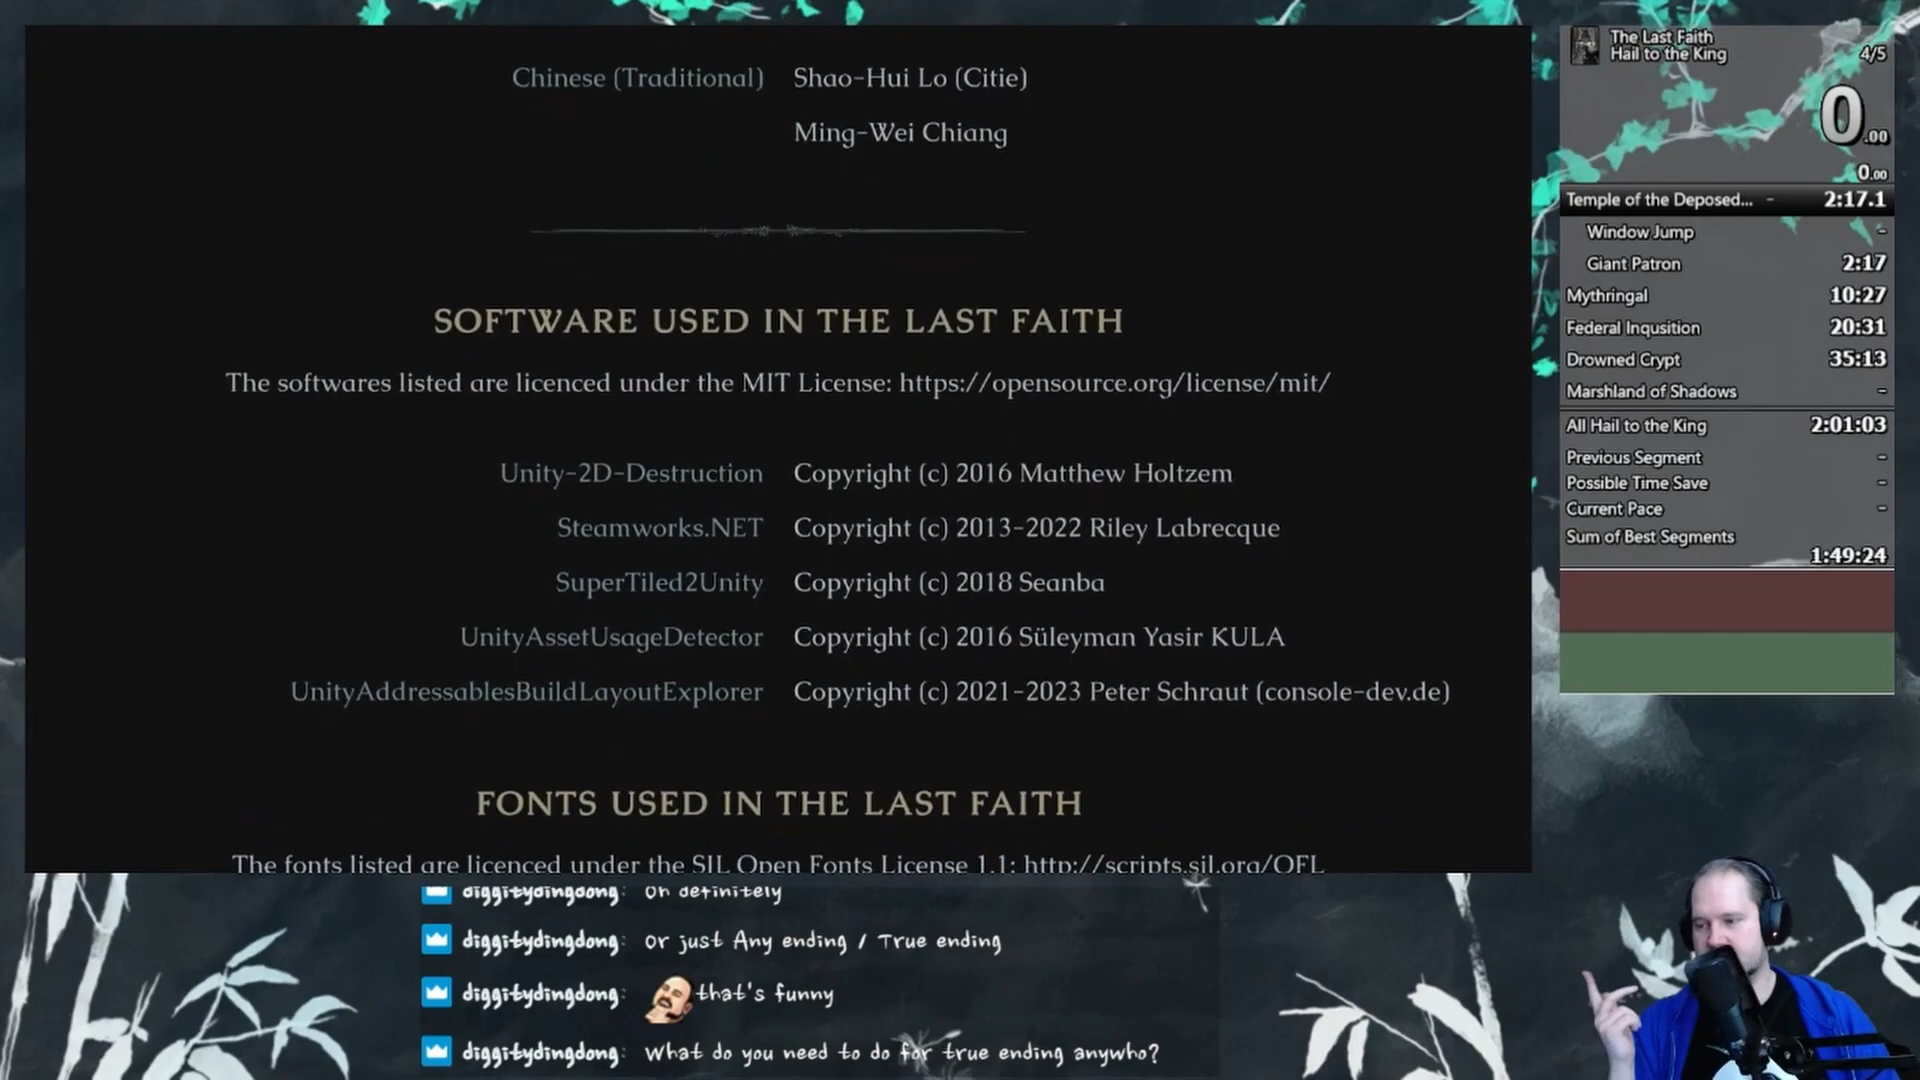 Chinese (Traditional) Shao-Hui Lo (Citie)
Ming-Wei Chiang
SOFTWARE USED IN THE LAST FAITH
The softwares listed are licenced under the MIT License: https://opensource.org/license/mit/
Unity-2D-Destruction Copyright (c) 2016 Matthew Holtzem
Steamworks.NET Copyright (c) 2013-2022 Riley Labrecque
SuperTiled2Unity Copyright (c) 2018 Seanba
UnityAssetUsageDetector Copyright (c) 2016 Süleyman Yasir KULA
UnityAddressablesBuildLayoutExplorer Copyright (c) 2021-2023 Peter Schraut (console-dev.de)
FONTS USED IN THE LAST FAITH
The fonts listed are licenced under the SIL Open Fonts License 1.1: http://scripts.sil.org/OFL
The Last Faith
Hail to the King 4/5
0.00
0.00
Temple of the Deposed... - 2:17.1
Window Jump -
Giant Patron 2:17
Mythringal 10:27
Federal Inqusition 20:31
Drowned Crypt 35:13
Marshland of Shadows -
All Hail to the King 2:01:03
Previous Segment -
Possible Time Save -
Current Pace -
Sum of Best Segments
1:49:24
diggitydingdong: Oh definitely
diggitydingdong: Or just Any ending / True ending
diggitydingdong: that's funny
diggitydingdong: What do you need to do for true ending anywho?